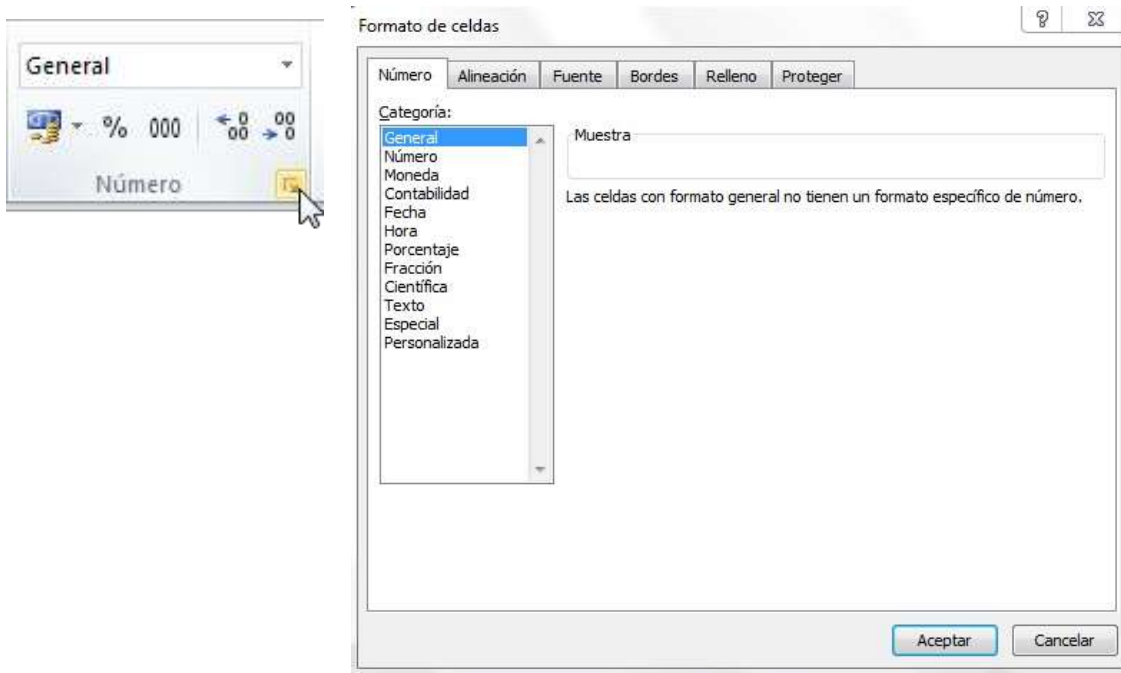 General
% 000
Número
Formato de celdas
Número Alineación Fuente Bordes Relleno Proteger
Categoría:
General
Número
Moneda
Contabilidad
Fecha
Hora
Porcentaje
Fracción
Científica
Texto
Especial
Personalizada
Muestra
Las celdas con formato general no tienen un formato específico de número.
Aceptar Cancelar